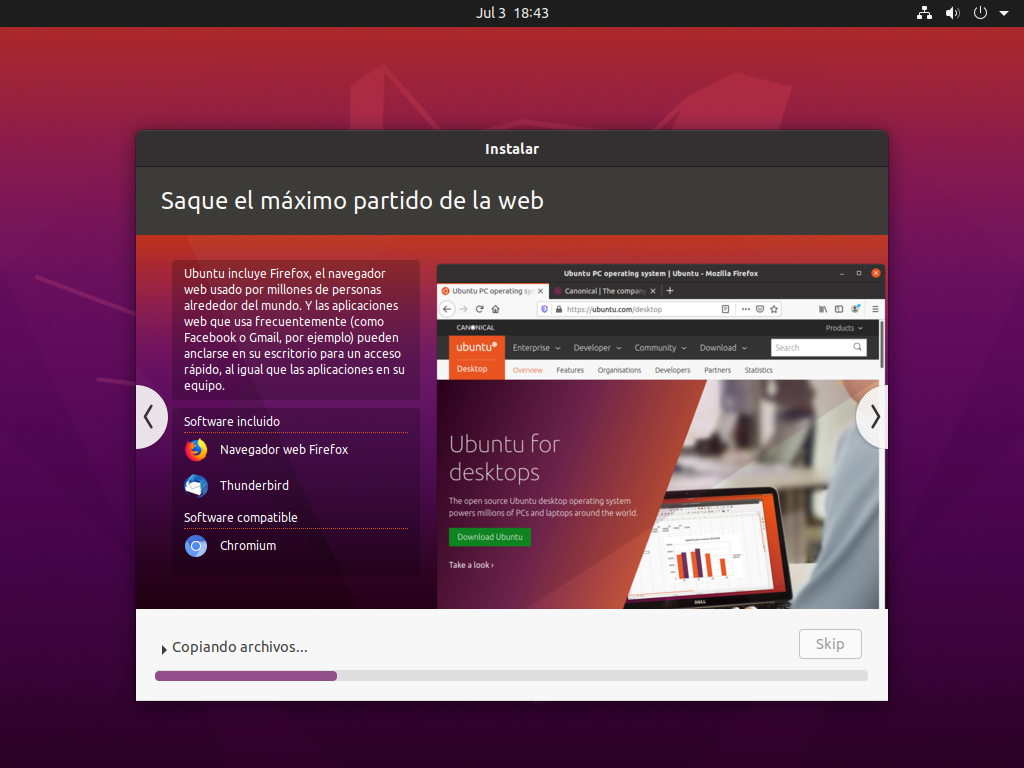 Jul 3 18:43
Instalar
Saque el máximo partido de la web
Ubuntu incluye Firefox, el navegador
web usado por millones de personas
alrededor del mundo. Y las aplicaciones
web que usa frecuentemente (como
Facebook o Gmail, por ejemplo) pueden
anclarse en su escritorio para un acceso
rápido, al igual que las aplicaciones en su
equipo.
Software incluido
Navegador web Firefox
Thunderbird
Software compatible
Chromium
Ubuntu PC operating system | Ubuntu - Mozilla Firefox
Ubuntu PC operating sy
Canonical | The company
https://ubuntu.com/desktop
CANONICAL
Products
ubuntu
Enterprise
Developer
Community
Download
Search
Desktop
Overview
Features
Organisations
Developers
Partners
Statistics
Ubuntu for
desktops
The open source Ubuntu desktop operating system
powers millions of PCs and laptops around the world.
Download Ubuntu
Take a look ›
DELL
Copiando archivos...
Skip